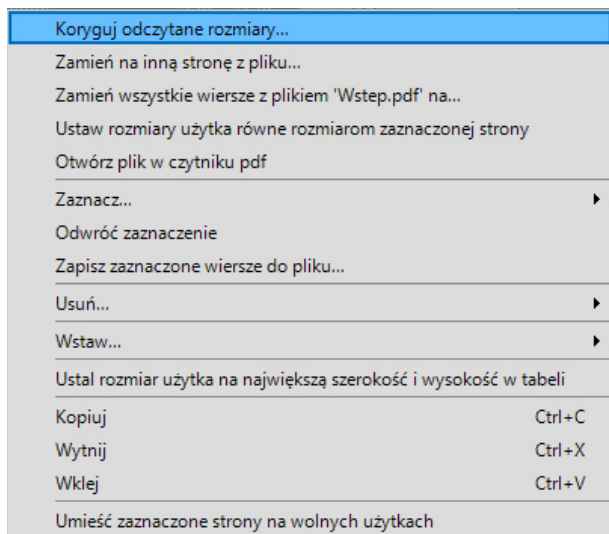 Koryguj odczytane rozmiary...
Zamień na inną stronę z pliku...
Zamień wszystkie wiersze z plikiem 'Wstep.pdf' na...
Ustaw rozmiary użytka równe rozmiarom zaznaczonej strony
Otwórz plik w czytniku pdf
Zaznacz...
Odwróć zaznaczenie
Zapisz zaznaczone wiersze do pliku...
Usuń...
Wstaw...
Ustal rozmiar użytka na największą szerokość i wysokość w tabeli
Kopiuj Ctrl+C
Wytnij Ctrl+X
Wklej Ctrl+V
Umieść zaznaczone strony na wolnych użytkach